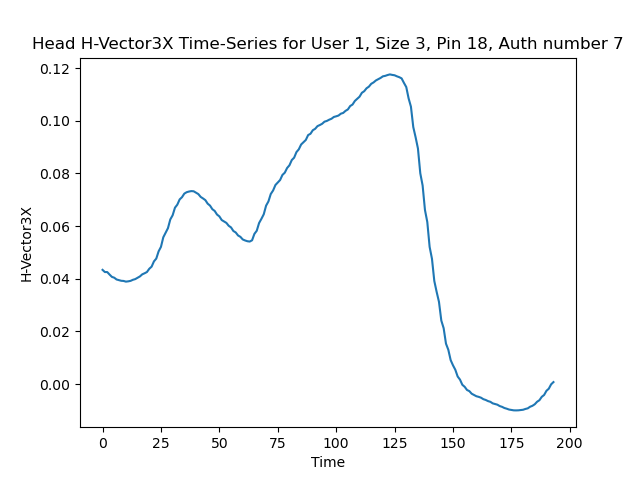 Head H-Vector3X Time-Series for User 1, Size 3, Pin 18, Auth number 7
0.12
0.10
0.08
0.06
0.04
0.02
0.00
H-Vector3X
0 25 50 75 100 125 150 175 200
Time